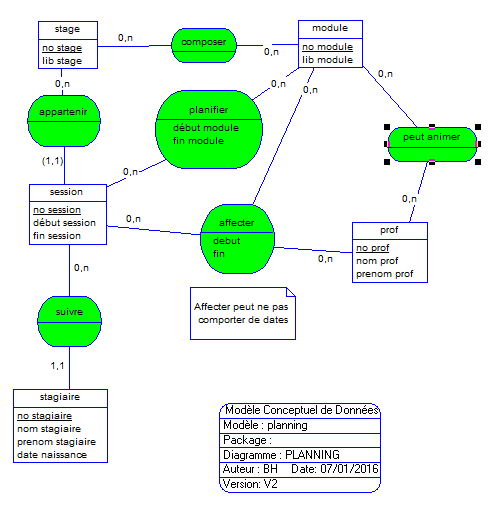 stage
no stage
lib stage
0,n
composer
0,n
module
no module
lib module
0,n
appartenir
(1,1)
0,n
planifier
début module
fin module
0,n
0,n
0,n
peut animer
0,n
session
no session
début session
fin session
0,n
affecter
debut
fin
0,n
prof
no prof
nom prof
prenom prof
0,n
suivre
1,1
Affecter peut ne pas
comporter de dates
stagiaire
no stagiaire
nom stagiaire
prenom stagiaire
date naissance
Modèle Conceptuel de Données
Modèle : planning
Package :
Diagramme : PLANNING
Auteur : BH Date: 07/01/2016
Version: V2